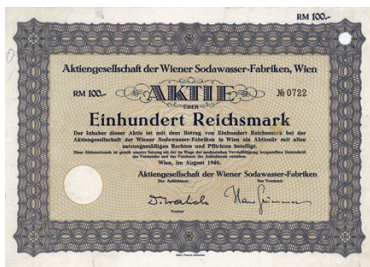 RM 100.-
Aktiengesellschaft der Wiener Sodawasser-Fabriken, Wien
RM 100.- AKTIE № 0722
ÜBER
Einhundert Reichsmark
Der Inhaber dieser Aktie ist mit dem Betrag von Einhundert Reichsmark bei der
Aktiengesellschaft der Wiener Sodawasser-Fabriken in Wien als Aktionär mit allen
satzungsmäßigen Rechten und Pflichten beteiligt.
Wien, im August 1940.
Aktiengesellschaft der Wiener Sodawasser-Fabriken
Der Aufsichtsrat: Der Vorstand: